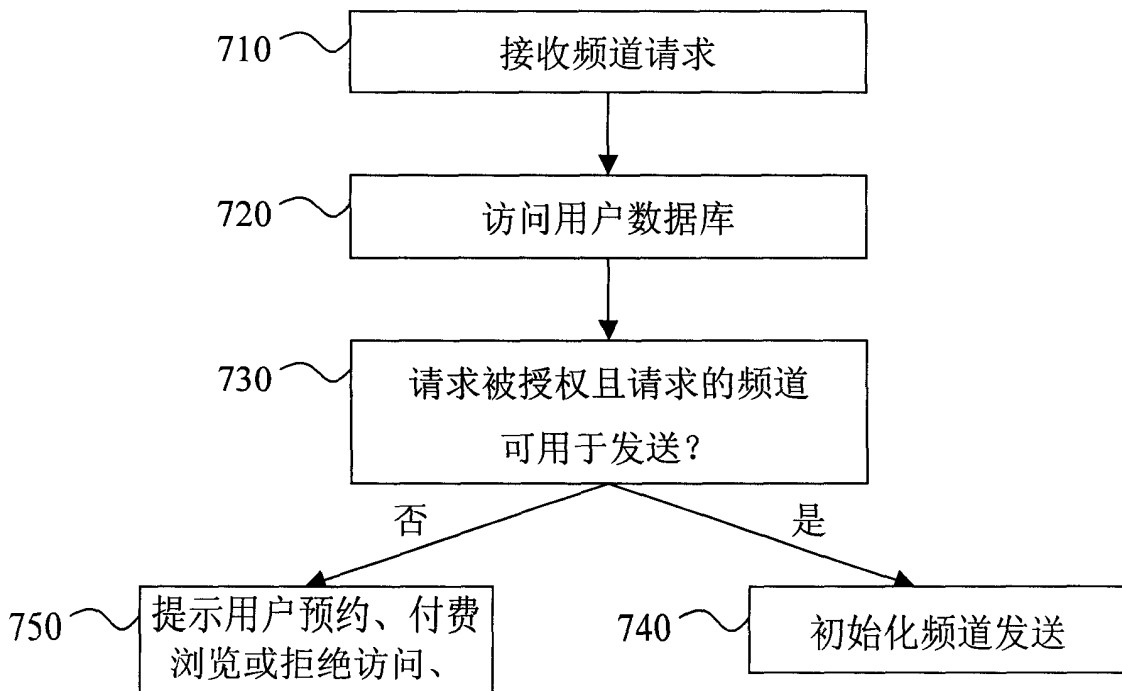 710
接收频道请求
720
访问用户数据库
730
请求被授权且请求的频道
可用于发送？
否
是
750
提示用户预约、付费
浏览或拒绝访问、
740
初始化频道发送